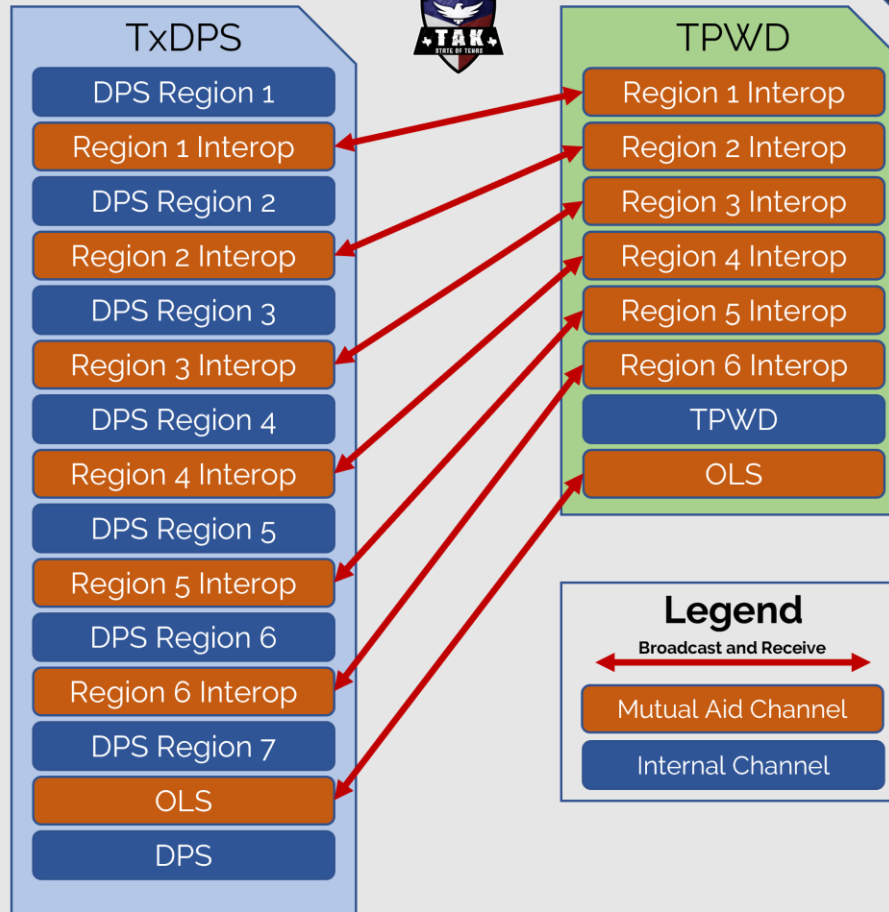 TxDPS
DPS Region 1
Region 1 Interop
DPS Region 2
Region 2 Interop
DPS Region 3
Region 3 Interop
DPS Region 4
Region 4 Interop
DPS Region 5
Region 5 Interop
DPS Region 6
Region 6 Interop
DPS Region 7
OLS
DPS
TAK
STATE OF TEXAS
TPWD
Region 1 Interop
Region 2 Interop
Region 3 Interop
Region 4 Interop
Region 5 Interop
Region 6 Interop
TPWD
OLS
Legend
Broadcast and Receive
Mutual Aid Channel
Internal Channel